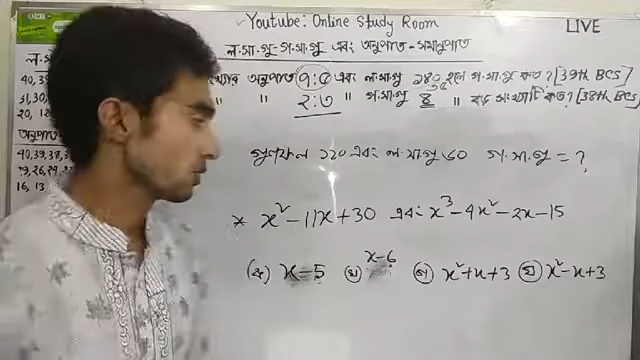 Youtube: Online Study Room
LIVE
ল.সা.গু-গ.সা.গু এবং অনুপাত-সমানুপাত
অনুপাত ৭:৫ এবং ল.সা.গু ১৪০ হলে গ.সা.গু কত? [39th BCS]
" " ২:৩ " গ.সা.গু ৪ " বড় সংখ্যাটি কত? [38th BCS]
গুণফল ১২০ এবং ল.সা.গু ৬০ গ.সা.গু = ?
* x² - 11x + 30 এবং x³ - 4x² - 2x - 15
(ক) x - 5 (খ) x - 6 (গ) x² + x + 3 (ঘ) x² - x + 3